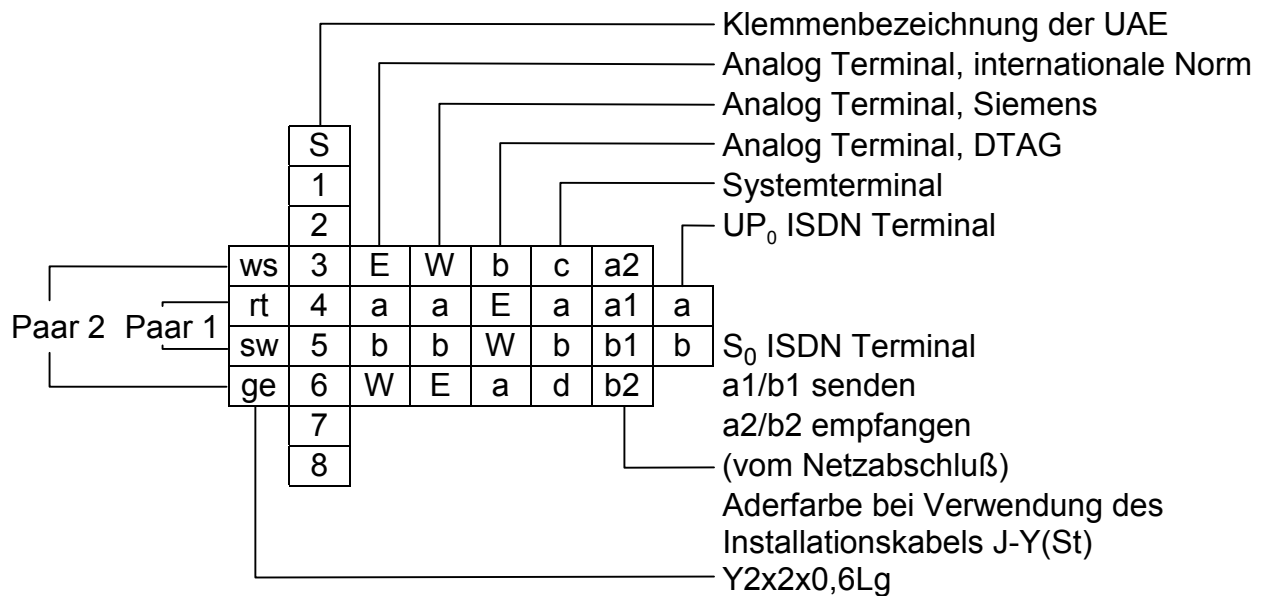 Klemmenbezeichnung der UAE
Analog Terminal, internationale Norm
Analog Terminal, Siemens
S
Analog Terminal, DTAG
1
Systemterminal
2
UP0 ISDN Terminal
ws 3 E W b c a2
rt 4 a a E a a1 a
Paar 2 Paar 1
sw 5 b b W b b1 b
S0 ISDN Terminal
ge 6 W E a d b2
a1/b1 senden
7
a2/b2 empfangen
8
(vom Netzabschluß)
Aderfarbe bei Verwendung des
Installationskabels J-Y(St)
Y2x2x0,6Lg